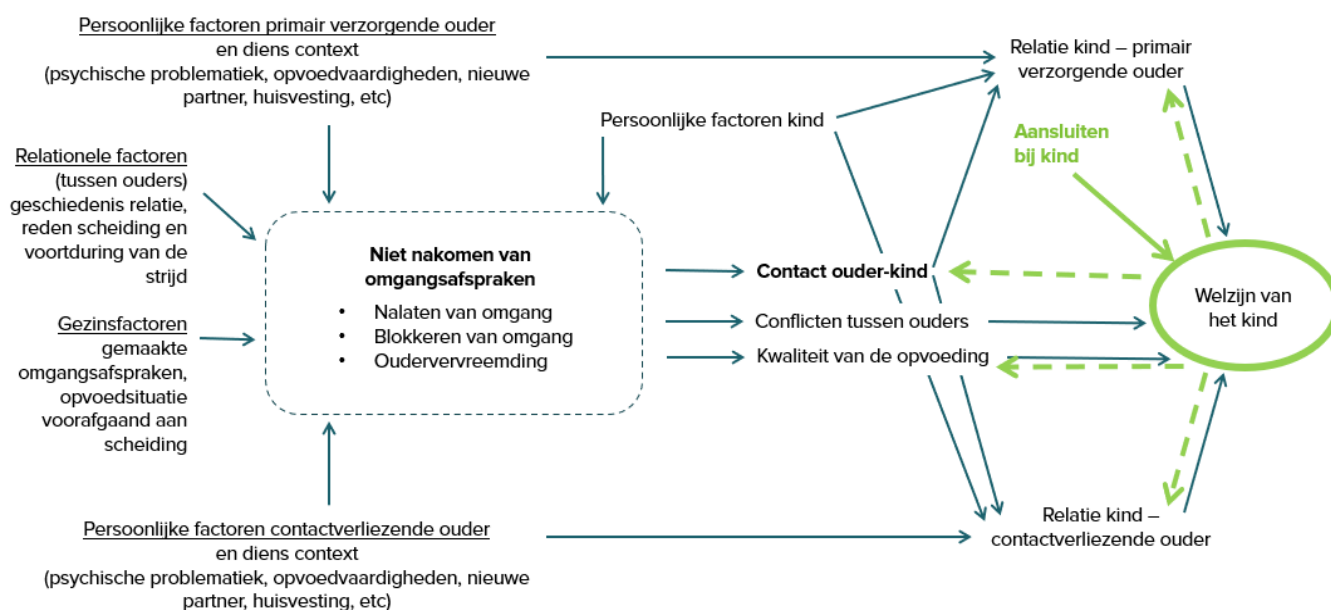 Persoonlijke factoren primair verzorgende ouder
en diens context
(psychische problematiek, opvoedvaardigheden, nieuwe
partner, huisvesting, etc)
Relatie kind – primair
verzorgende ouder
Persoonlijke factoren kind
Aansluiten
bij kind
Relationele factoren
(tussen ouders)
geschiedenis relatie,
reden scheiding en
voortduring van de
strijd
Niet nakomen van
omgangsafspraken
• Nalaten van omgang
• Blokkeren van omgang
• Oudervervreemding
Contact ouder-kind
Conflicten tussen ouders
Kwaliteit van de opvoeding
Welzijn van
het kind
Gezinsfactoren
gemaakte
omgangsafspraken,
opvoedsituatie
voorafgaand aan
scheiding
Relatie kind –
contactverliezende ouder
Persoonlijke factoren contactverliezende ouder
en diens context
(psychische problematiek, opvoedvaardigheden, nieuwe
partner, huisvesting, etc)